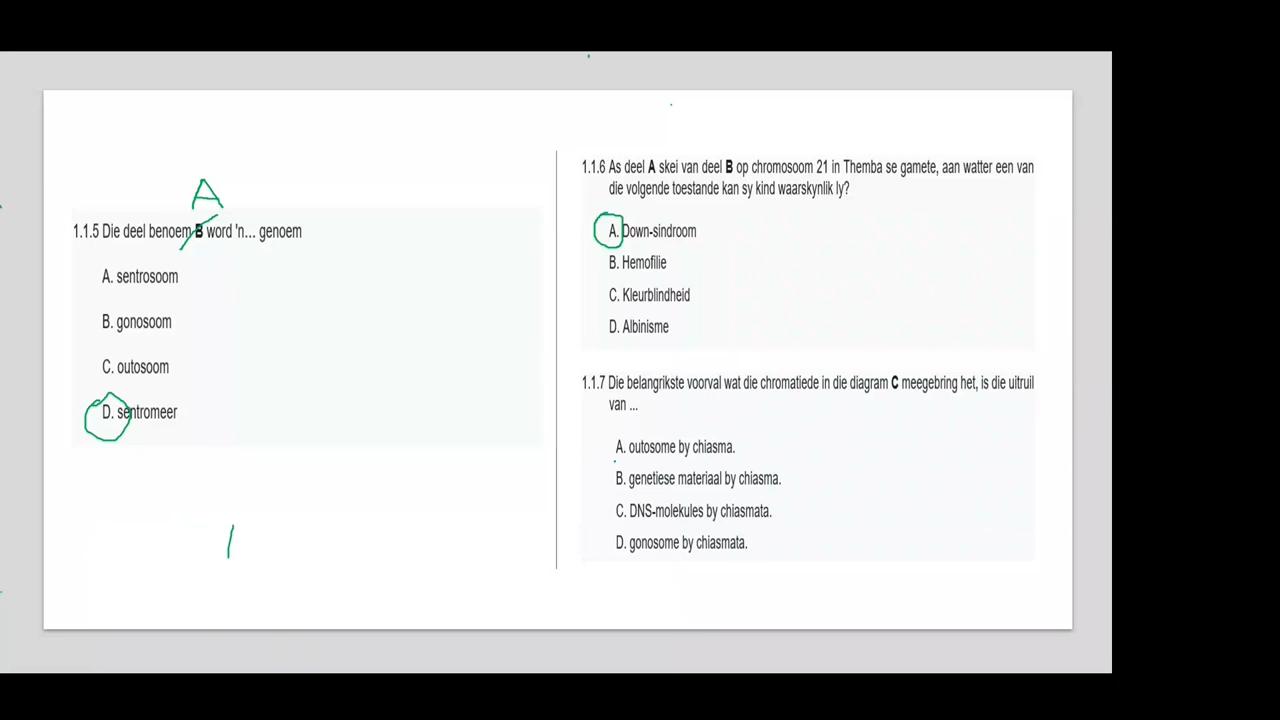 A
1.1.5 Die deel benoem B word 'n... genoem
A. sentrosoom
B. gonosoom
C. outosoom
D. sentromeer
1.1.6 As deel A skei van deel B op chromosoom 21 in Themba se gamete, aan watter een van
die volgende toestande kan sy kind waarskynlik ly?
A. Down-sindroom
B. Hemofilie
C. Kleurblindheid
D. Albinisme
1.1.7 Die belangrikste voorval wat die chromatiede in die diagram C meegebring het, is die uitruil
van ...
A. outosome by chiasma.
B. genetiese materiaal by chiasma.
C. DNS-molekules by chiasmata.
D. gonosome by chiasmata.